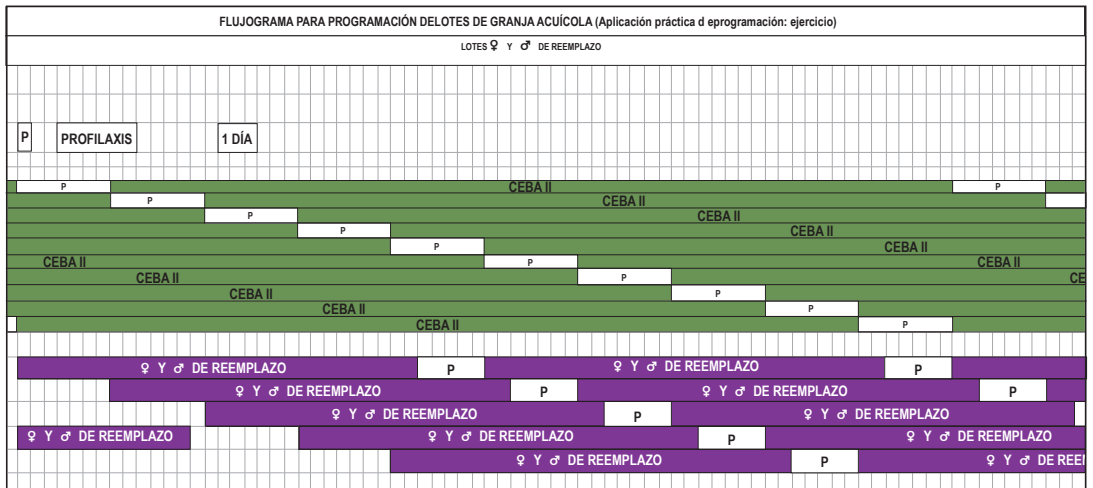 FLUJOGRAMA PARA PROGRAMACIÓN DELOTES DE GRANJA ACUÍCOLA (Aplicación práctica d eprogramación: ejercicio)
LOTES ♀ Y ♂ DE REEMPLAZO
P PROFILAXIS 1 DÍA
P CEBA II P
P CEBA II
P CEBA II
P CEBA II
P CEBA II
CEBA II P CEBA II
CEBA II P CE
CEBA II P
CEBA II P
CEBA II P
♀ Y ♂ DE REEMPLAZO P ♀ Y ♂ DE REEMPLAZO P
♀ Y ♂ DE REEMPLAZO P ♀ Y ♂ DE REEMPLAZO P
♀ Y ♂ DE REEMPLAZO P ♀ Y ♂ DE REEMPLAZO
♀ Y ♂ DE REEMPLAZO ♀ Y ♂ DE REEMPLAZO P ♀ Y ♂ DE REEMPLAZO
♀ Y ♂ DE REEMPLAZO P ♀ Y ♂ DE REE